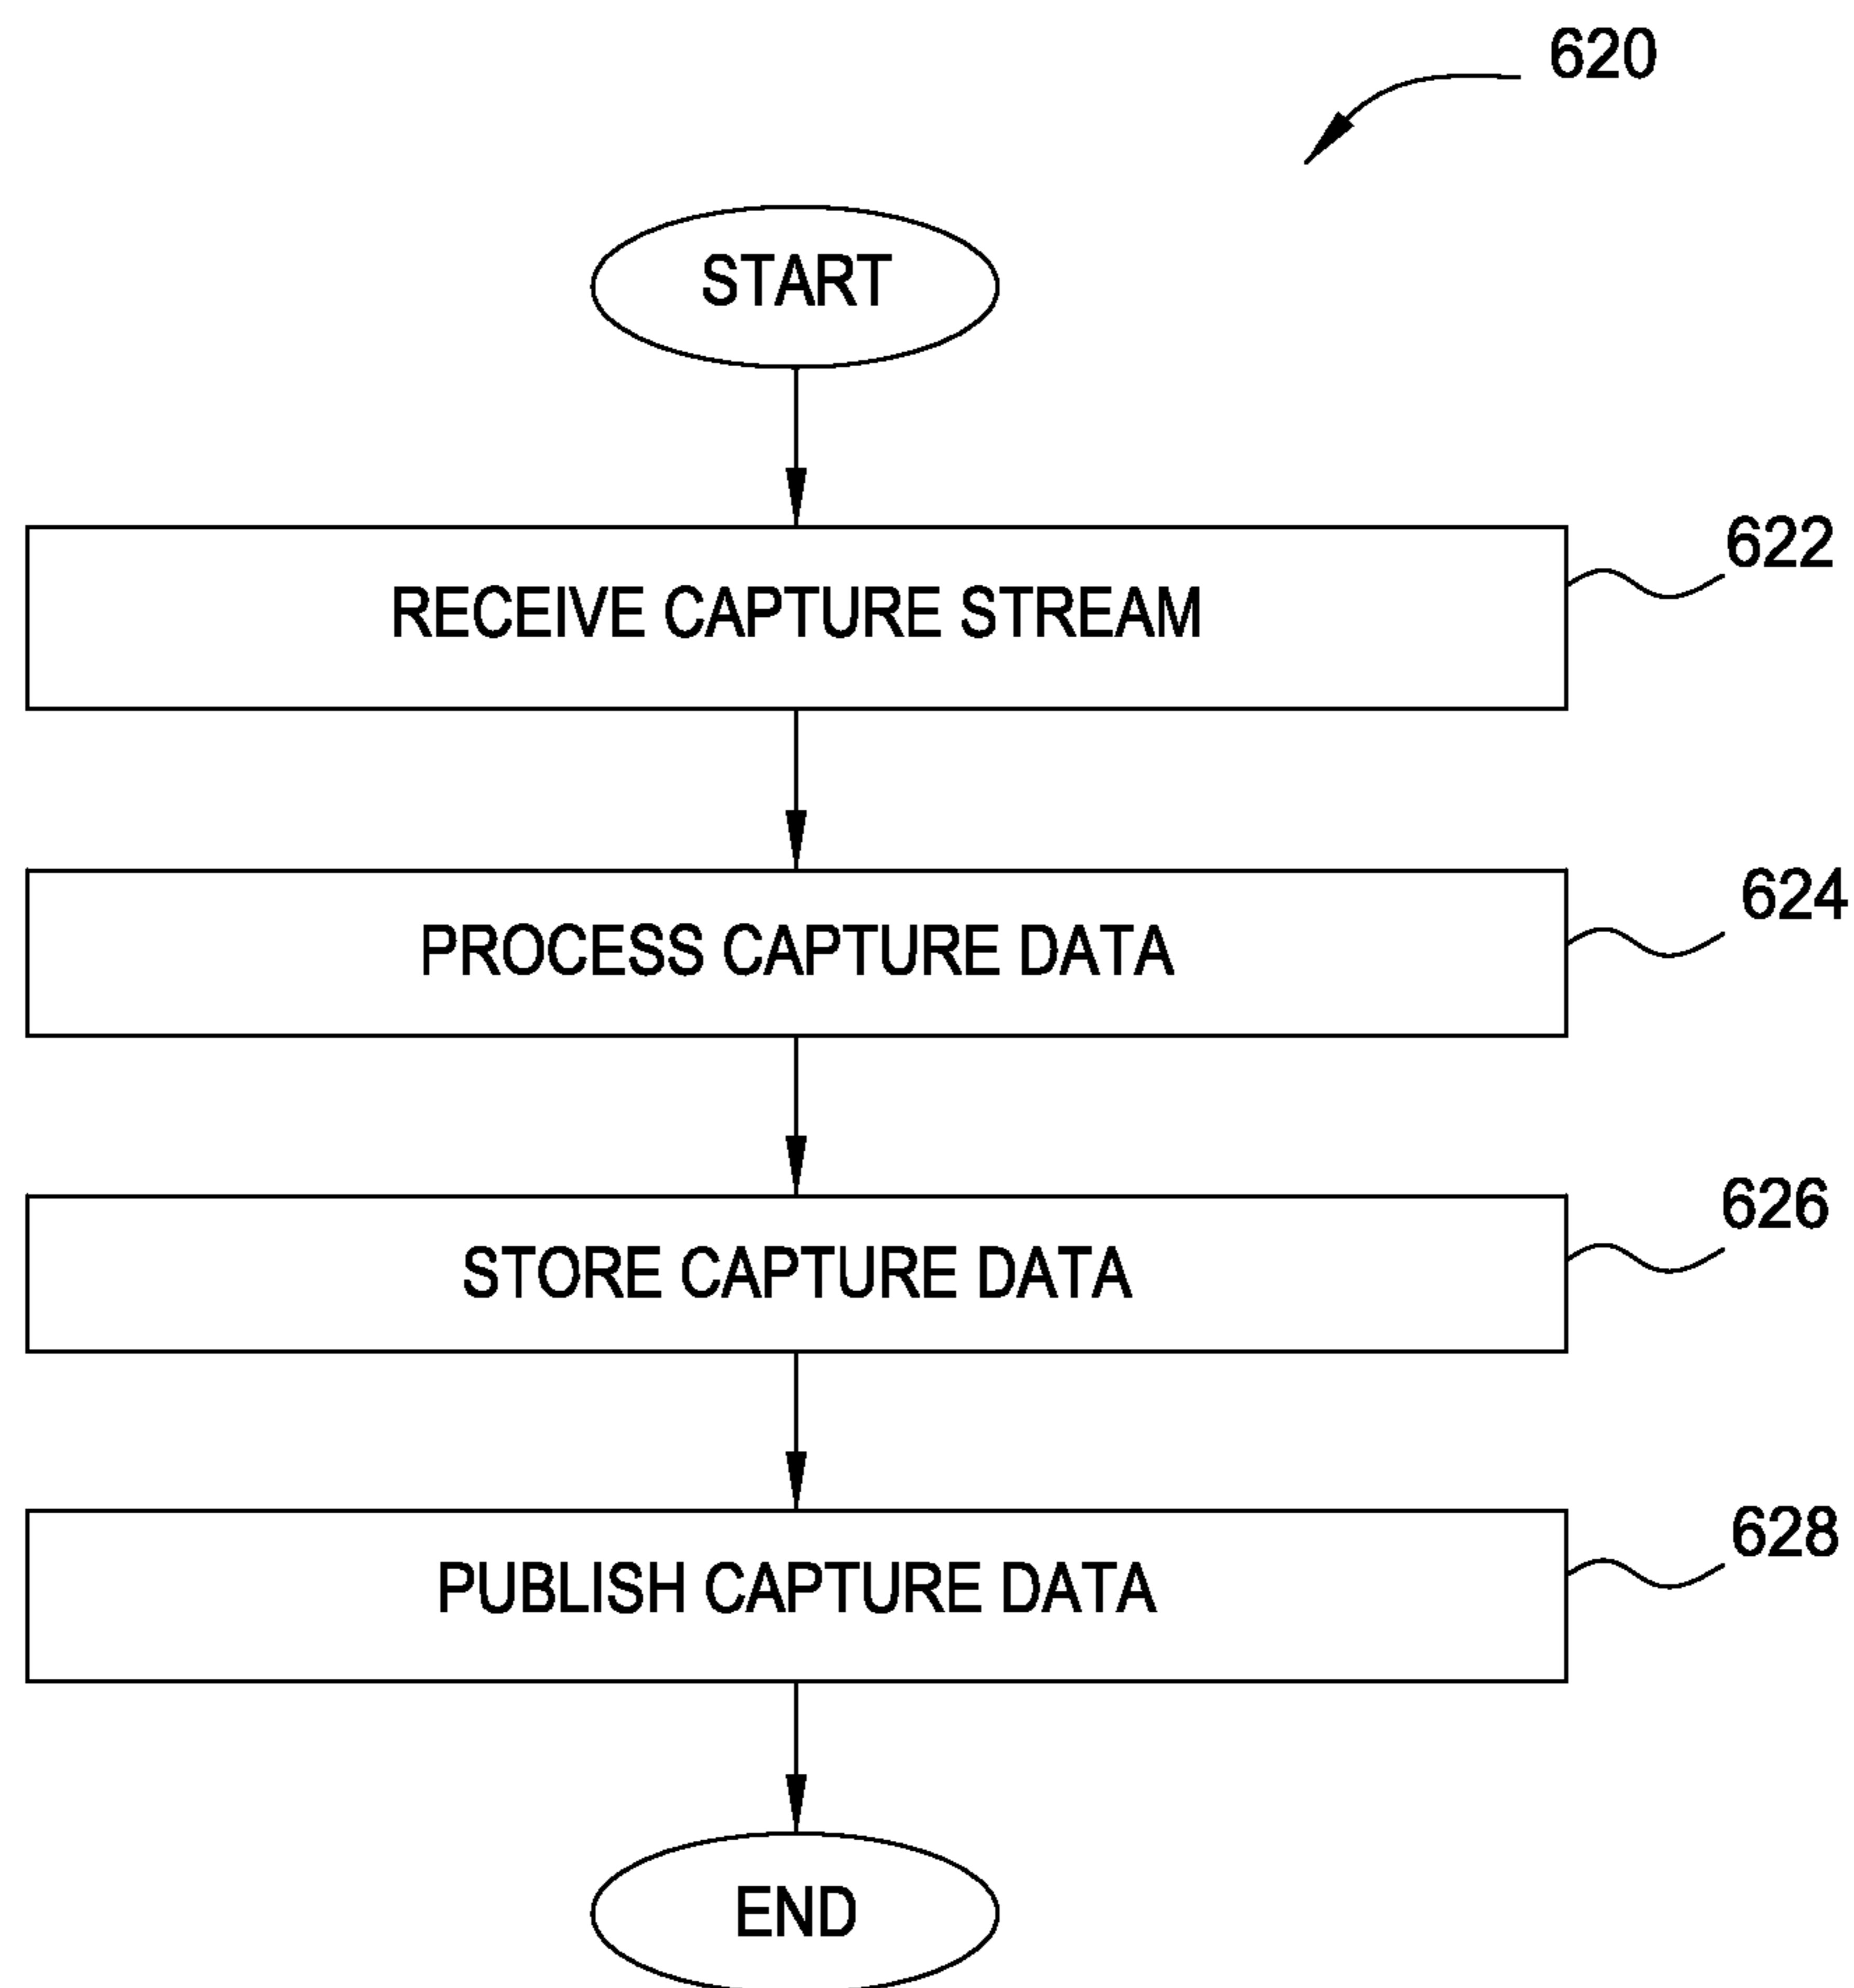 620
START
RECEIVE CAPTURE STREAM
622
PROCESS CAPTURE DATA
624
STORE CAPTURE DATA
626
PUBLISH CAPTURE DATA
628
END